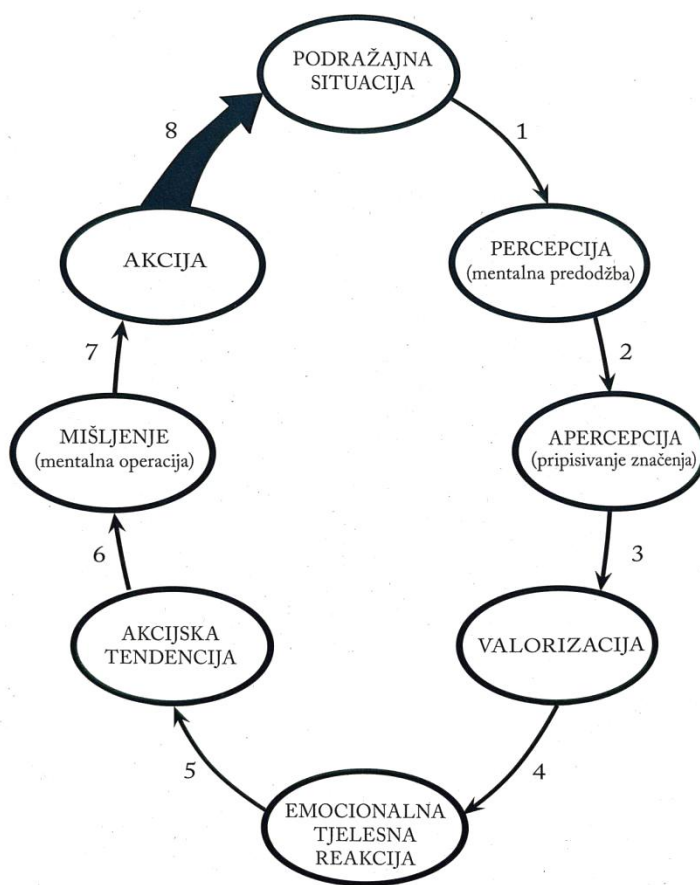 PODRAŽAJNA
SITUACIJA
1
PERCEPCIJA
(mentalna predodžba)
2
APERCEPCIJA
(pripisivanje značenja)
3
VALORIZACIJA
4
EMOCIONALNA
TJELESNA
REAKCIJA
5
AKCIJSKA
TENDENCIJA
6
MIŠLJENJE
(mentalna operacija)
7
AKCIJA
8